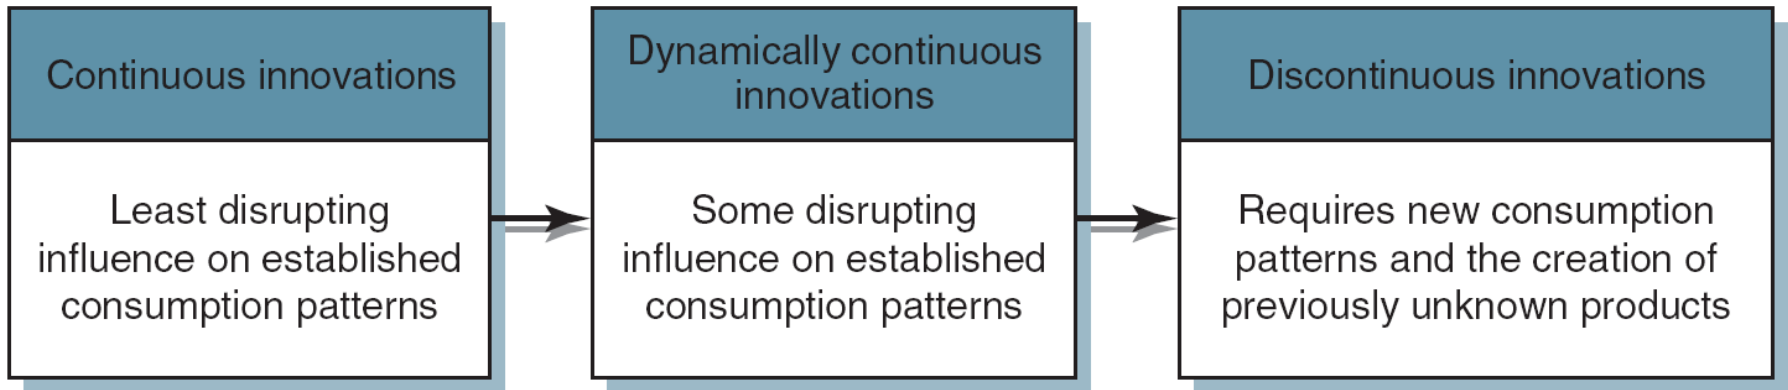 Continuous innovations
Least disrupting
influence on established
consumption patterns
Dynamically continuous
innovations
Some disrupting
influence on established
consumption patterns
Discontinuous innovations
Requires new consumption
patterns and the creation of
previously unknown products